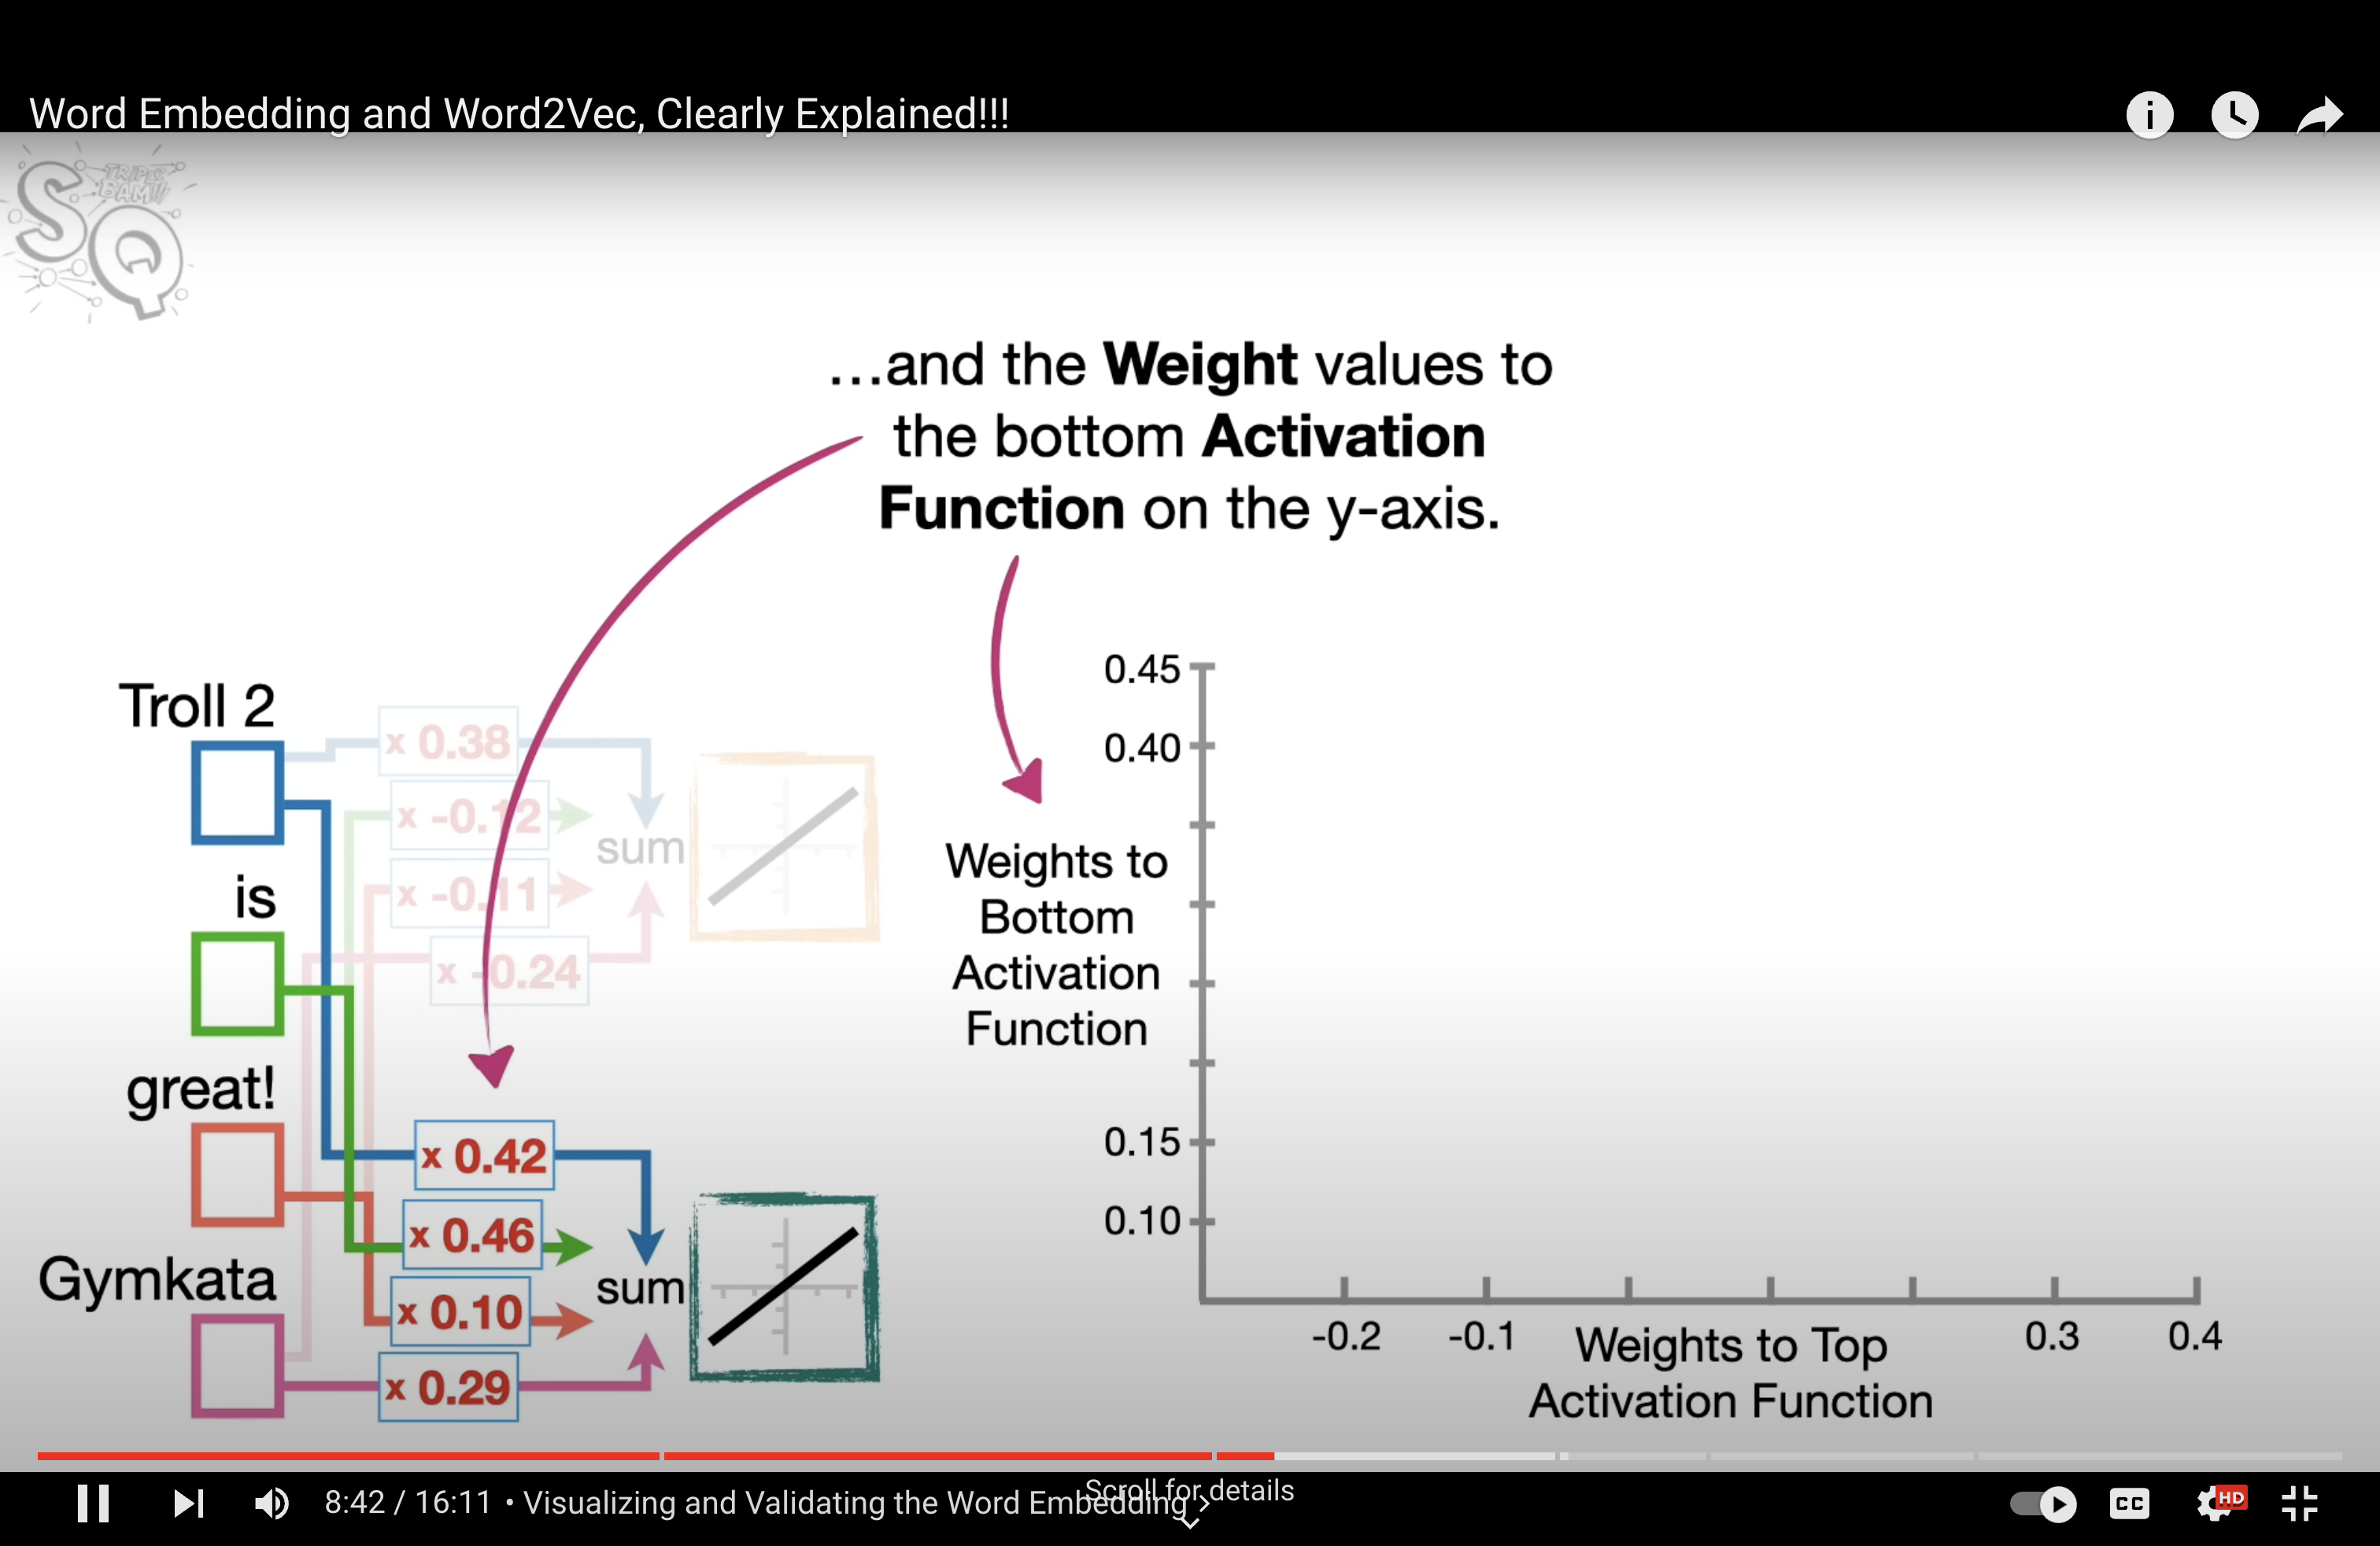 Word Embedding and Word2Vec, Clearly Explained!!!
i
SQ
TRIPLE
BAM!!!
...and the Weight values to
the bottom Activation
Function on the y-axis.
Troll 2
is
great!
Gymkata
x 0.38
x -0.12
x -0.11
x -0.24
sum
x 0.42
x 0.46
x 0.10
x 0.29
sum
0.45
0.40
0.15
0.10
Weights to
Bottom
Activation
Function
-0.2
-0.1
0.3
0.4
Weights to Top
Activation Function
8:42 / 16:11 • Visualizing and Validating the Word Embedding
Scroll for details
CC
HD